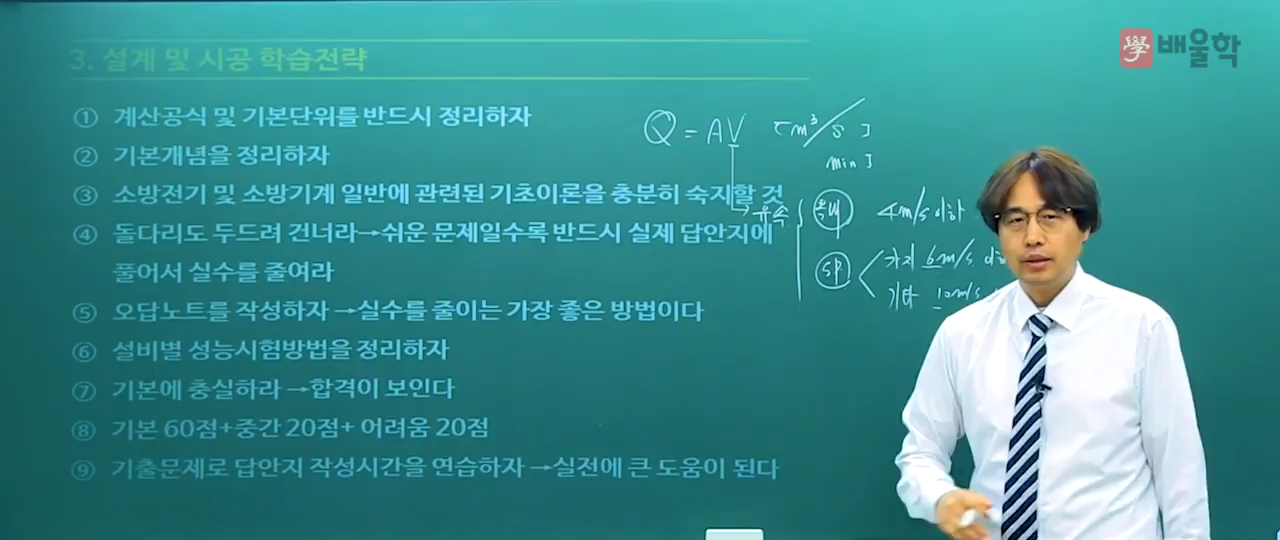 學 배울학
3. 설계 및 시공 학습전략
① 계산공식 및 기본단위를 반드시 정리하자
② 기본개념을 정리하자
③ 소방전기 및 소방기계 일반에 관련된 기초이론을 충분히 숙지할 것
④ 돌다리도 두드려 건너라→쉬운 문제일수록 반드시 실제 답안지에
풀어서 실수를 줄여라
⑤ 오답노트를 작성하자 →실수를 줄이는 가장 좋은 방법이다
⑥ 설비별 성능시험방법을 정리하자
⑦ 기본에 충실하라 →합격이 보인다
⑧ 기본 60점+중간 20점+ 어려움 20점
⑨ 기출문제로 답안지 작성시간을 연습하자 →실전에 큰 도움이 된다
Q = AV [m³/s]
min]
→ 유속 옥내 4m/s 이하
SP 가지 6m/s
기타 10m/s